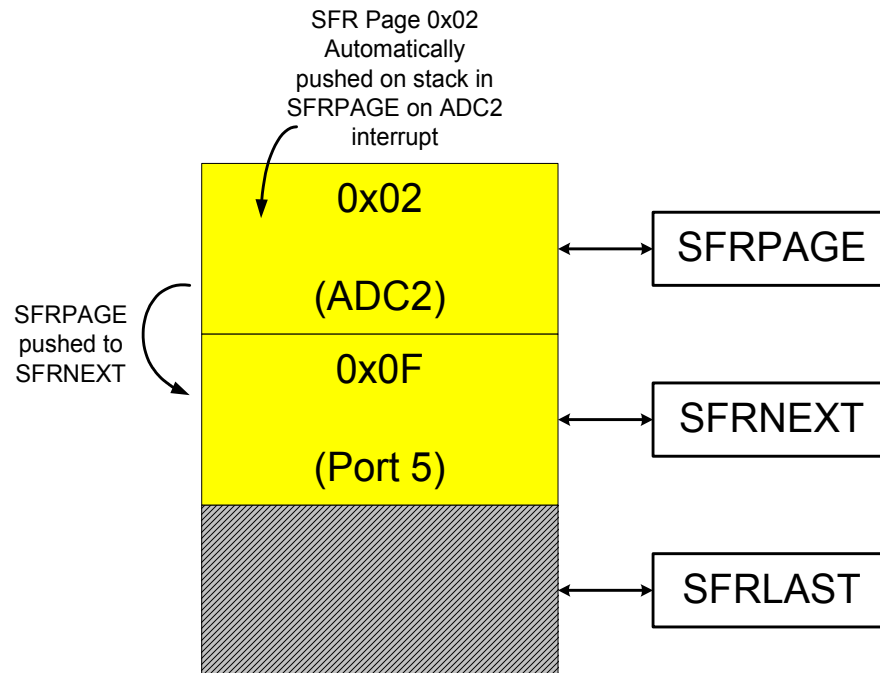 SFR Page 0x02
Automatically
pushed on stack in
SFRPAGE on ADC2
interrupt
0x02
(ADC2)
SFRPAGE
SFRPAGE
pushed to
SFRNEXT
0x0F
(Port 5)
SFRNEXT
SFRLAST